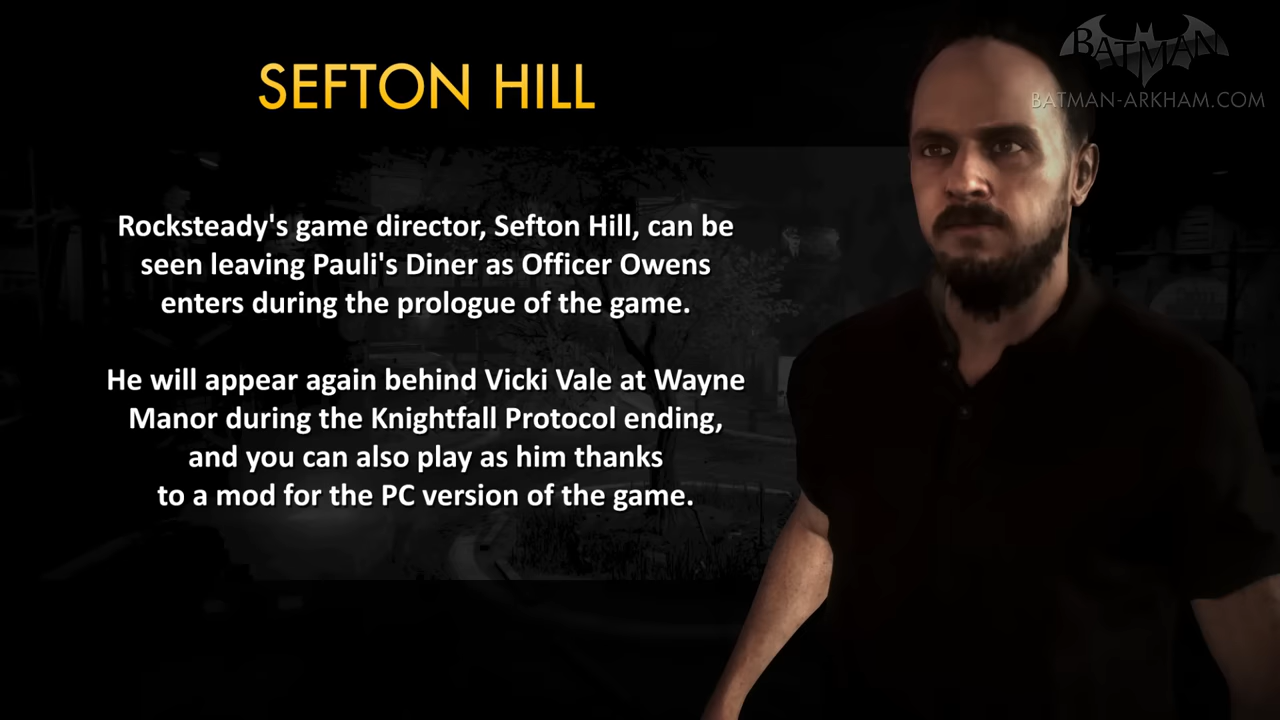 BATMAN
BATMAN-ARKHAM.COM
SEFTON HILL
Rocksteady's game director, Sefton Hill, can be
seen leaving Pauli's Diner as Officer Owens
enters during the prologue of the game.
He will appear again behind Vicki Vale at Wayne
Manor during the Knightfall Protocol ending,
and you can also play as him thanks
to a mod for the PC version of the game.